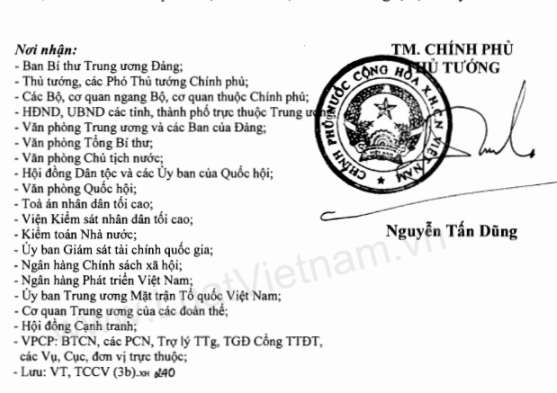 Nơi nhận:
- Ban Bí thư Trung ương Đảng;
- Thủ tướng, các Phó Thủ tướng Chính phủ;
- Các Bộ, cơ quan ngang Bộ, cơ quan thuộc Chính phủ;
- HĐND, UBND các tỉnh, thành phố trực thuộc Trung ương
- Văn phòng Trung ương và các Ban của Đảng;
- Văn phòng Tổng Bí thư;
- Văn phòng Chủ tịch nước;
- Hội đồng Dân tộc và các Ủy ban của Quốc hội;
- Văn phòng Quốc hội;
- Toà án nhân dân tối cao;
- Viện Kiểm sát nhân dân tối cao;
- Kiểm toán Nhà nước;
- Ủy ban Giám sát tài chính quốc gia;
- Ngân hàng Chính sách xã hội;
- Ngân hàng Phát triển Việt Nam;
- Ủy ban Trung ương Mặt trận Tổ quốc Việt Nam;
- Cơ quan Trung ương của các đoàn thể;
- Hội đồng Cạnh tranh;
- VPCP: BTCN, các PCN, Trợ lý TTg, TGĐ Cổng TTĐT,
các Vụ, Cục, đơn vị trực thuộc;
- Lưu: VT, TCCV (3b).XH 240
TM. CHÍNH PHỦ
THỦ TƯỚNG
CHÍNH PHỦ NƯỚC CỘNG HÒA X.H.C.N VIỆT NAM
Nguyễn Tấn Dũng
www.LuatVietnam.vn